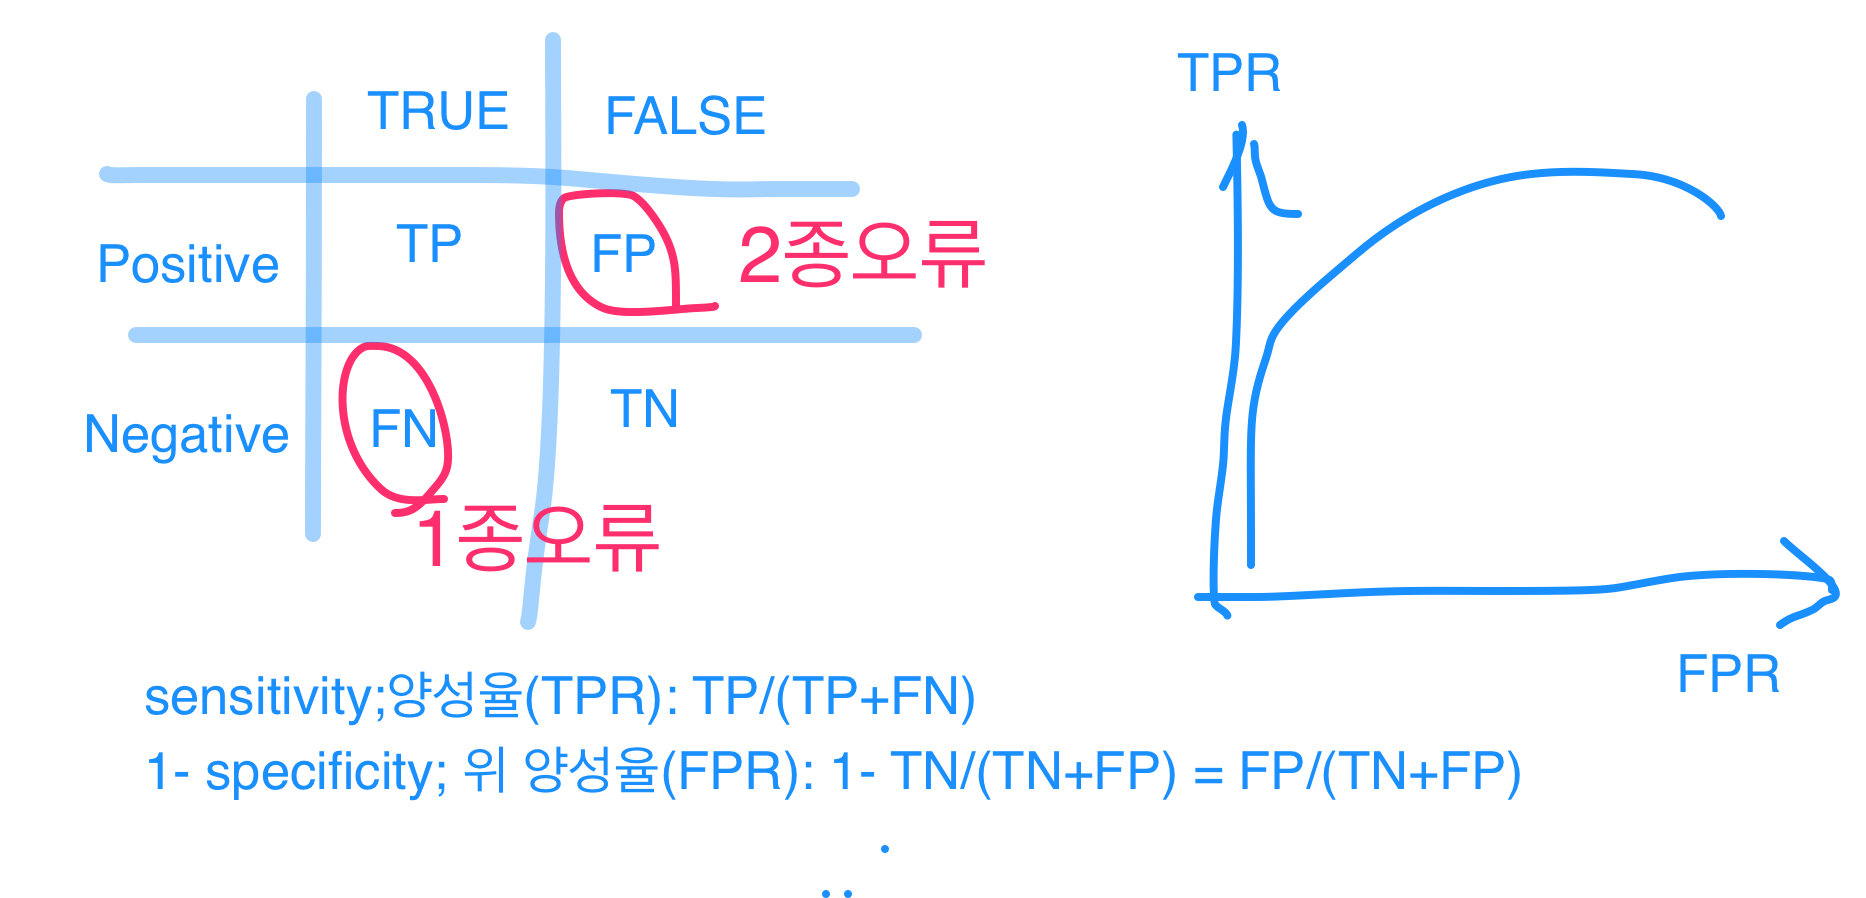 TRUE FALSE
Positive TP FP 2종오류
Negative FN TN
1종오류
TPR
FPR
sensitivity;양성율(TPR): TP/(TP+FN)
1- specificity; 위 양성율(FPR): 1- TN/(TN+FP) = FP/(TN+FP)